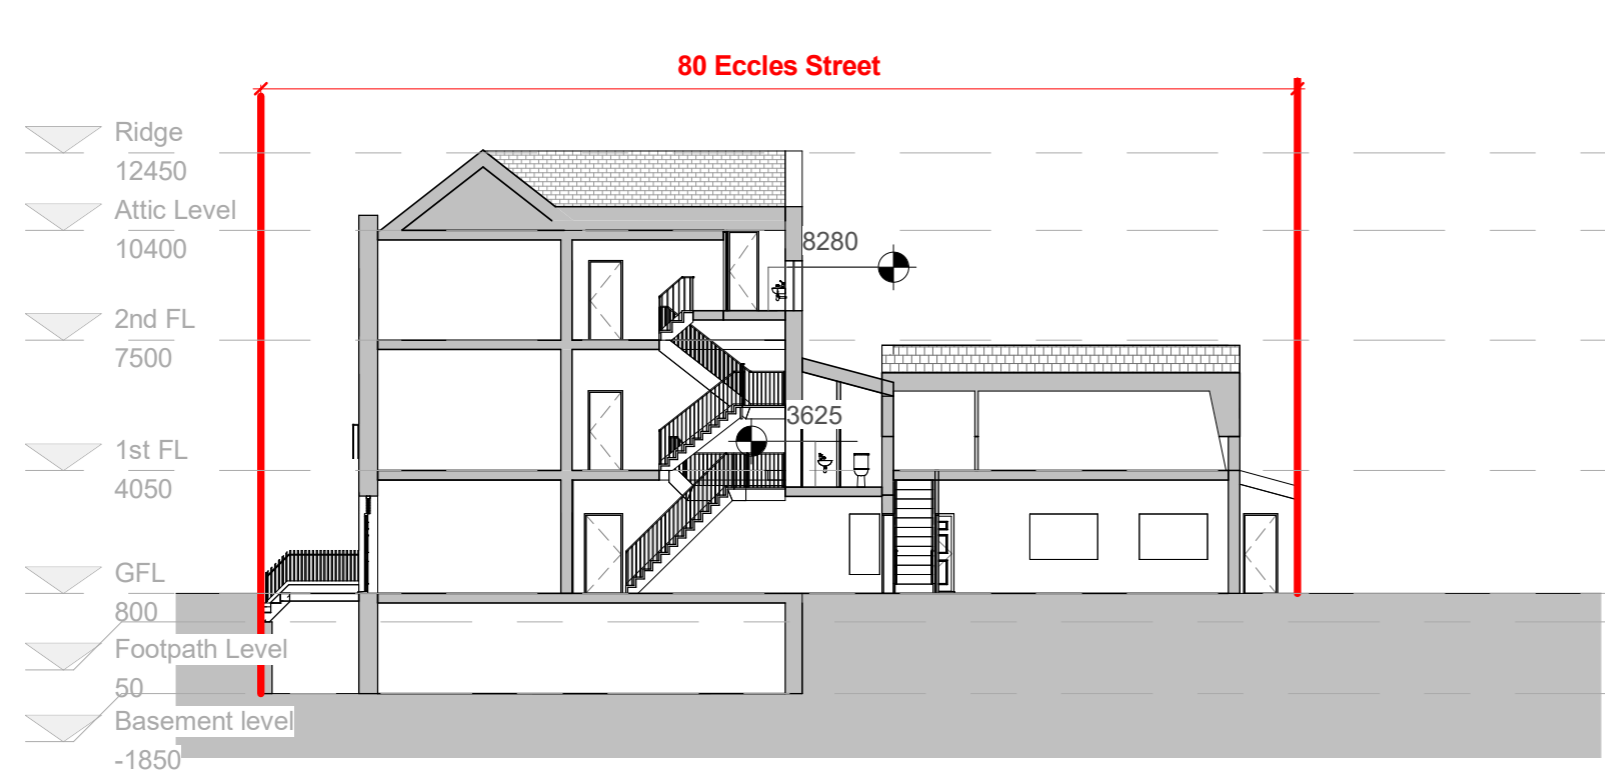 80 Eccles Street
Ridge
12450
Attic Level
10400
8280
2nd FL
7500
3625
1st FL
4050
GFL
800
Footpath Level
50
Basement level
-1850